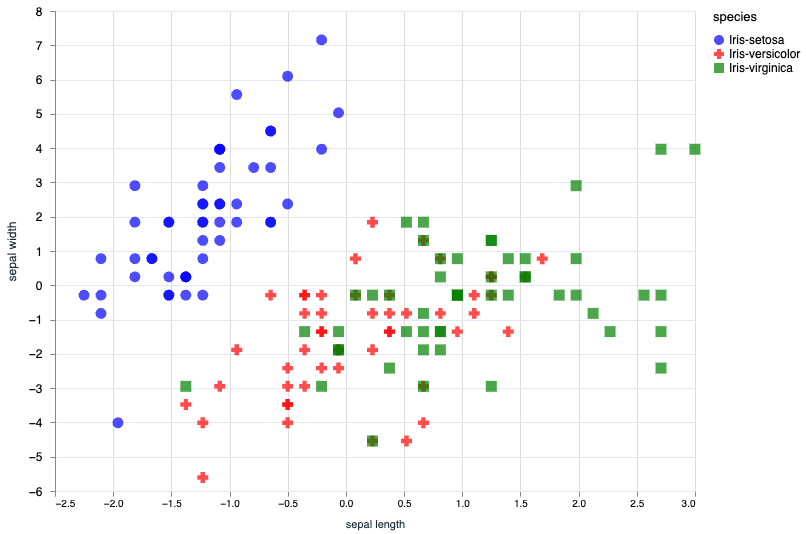 species
Iris-setosa
Iris-versicolor
Iris-virginica
8
7
6
5
4
3
2
1
0
−1
−2
−3
−4
−5
−6
sepal width
−2.5 −2.0 −1.5 −1.0 −0.5 0.0 0.5 1.0 1.5 2.0 2.5 3.0
sepal length